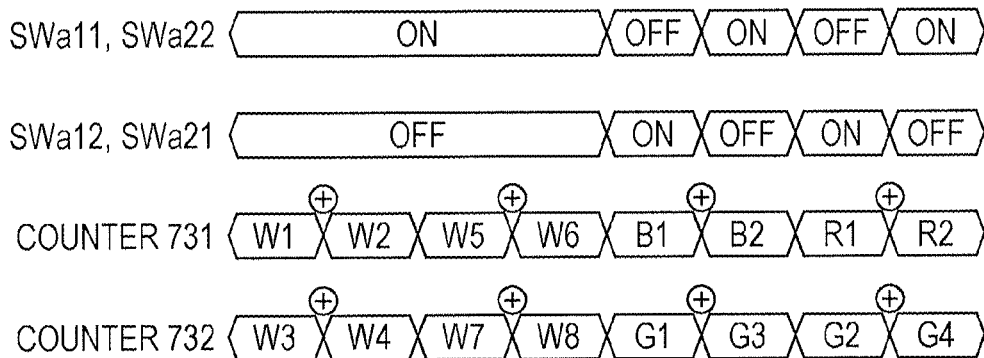 SWa11, SWa22 ON OFF ON OFF ON
SWa12, SWa21 OFF ON OFF ON OFF
+ + + +
COUNTER 731 W1 W2 W5 W6 B1 B2 R1 R2
+ + + +
COUNTER 732 W3 W4 W7 W8 G1 G3 G2 G4